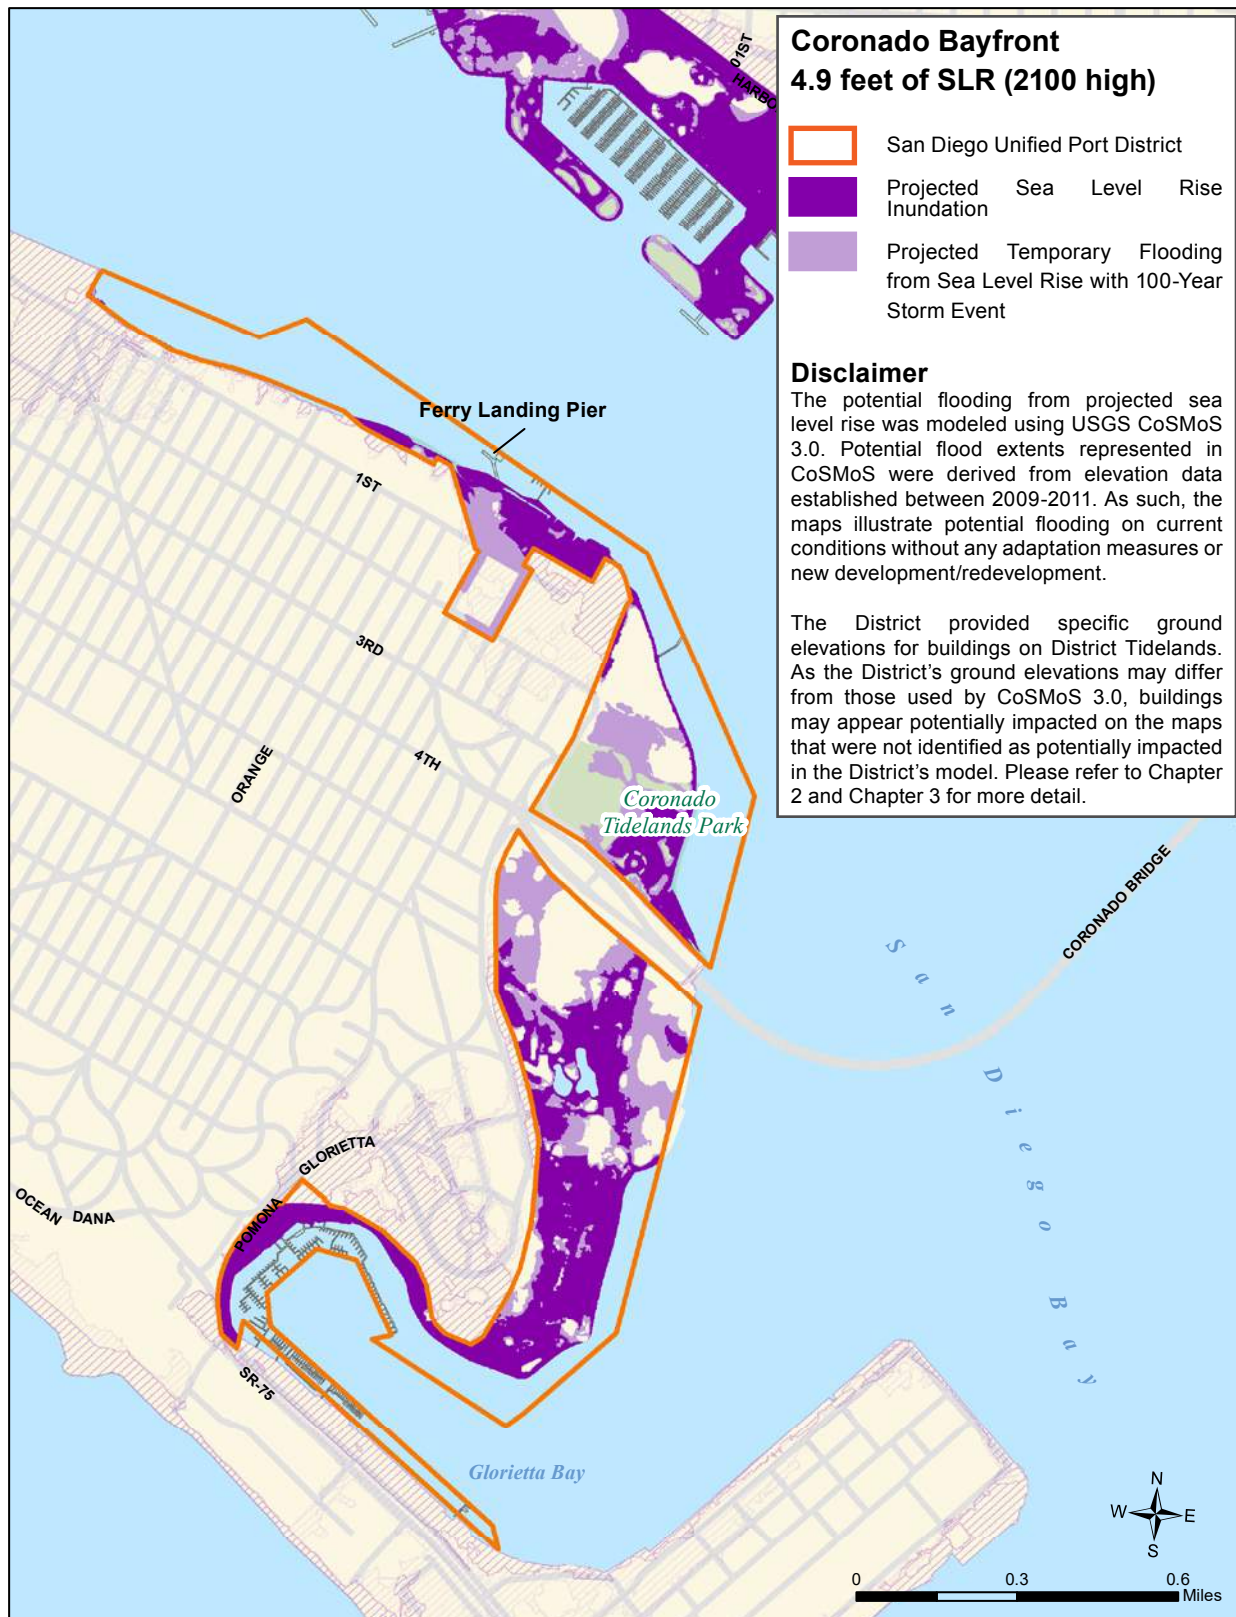 Coronado Bayfront
4.9 feet of SLR (2100 high)
San Diego Unified Port District
Projected Sea Level Rise
Inundation
Projected Temporary Flooding
from Sea Level Rise with 100-Year
Storm Event
Disclaimer
The potential flooding from projected sea
level rise was modeled using USGS CoSMoS
3.0. Potential flood extents represented in
CoSMoS were derived from elevation data
established between 2009-2011. As such, the
maps illustrate potential flooding on current
conditions without any adaptation measures or
new development/redevelopment.
The District provided specific ground
elevations for buildings on District Tidelands.
As the District's ground elevations may differ
from those used by CoSMoS 3.0, buildings
may appear potentially impacted on the maps
that were not identified as potentially impacted
in the District's model. Please refer to Chapter
2 and Chapter 3 for more detail.
01ST
HARBO
Ferry Landing Pier
1ST
3RD
4TH
ORANGE
Coronado
Tidelands Park
CORONADO BRIDGE
San Diego Bay
GLORIETTA
POMONA
OCEAN
DANA
SR-75
Glorietta Bay
N
W
E
S
0
0.3
0.6
Miles